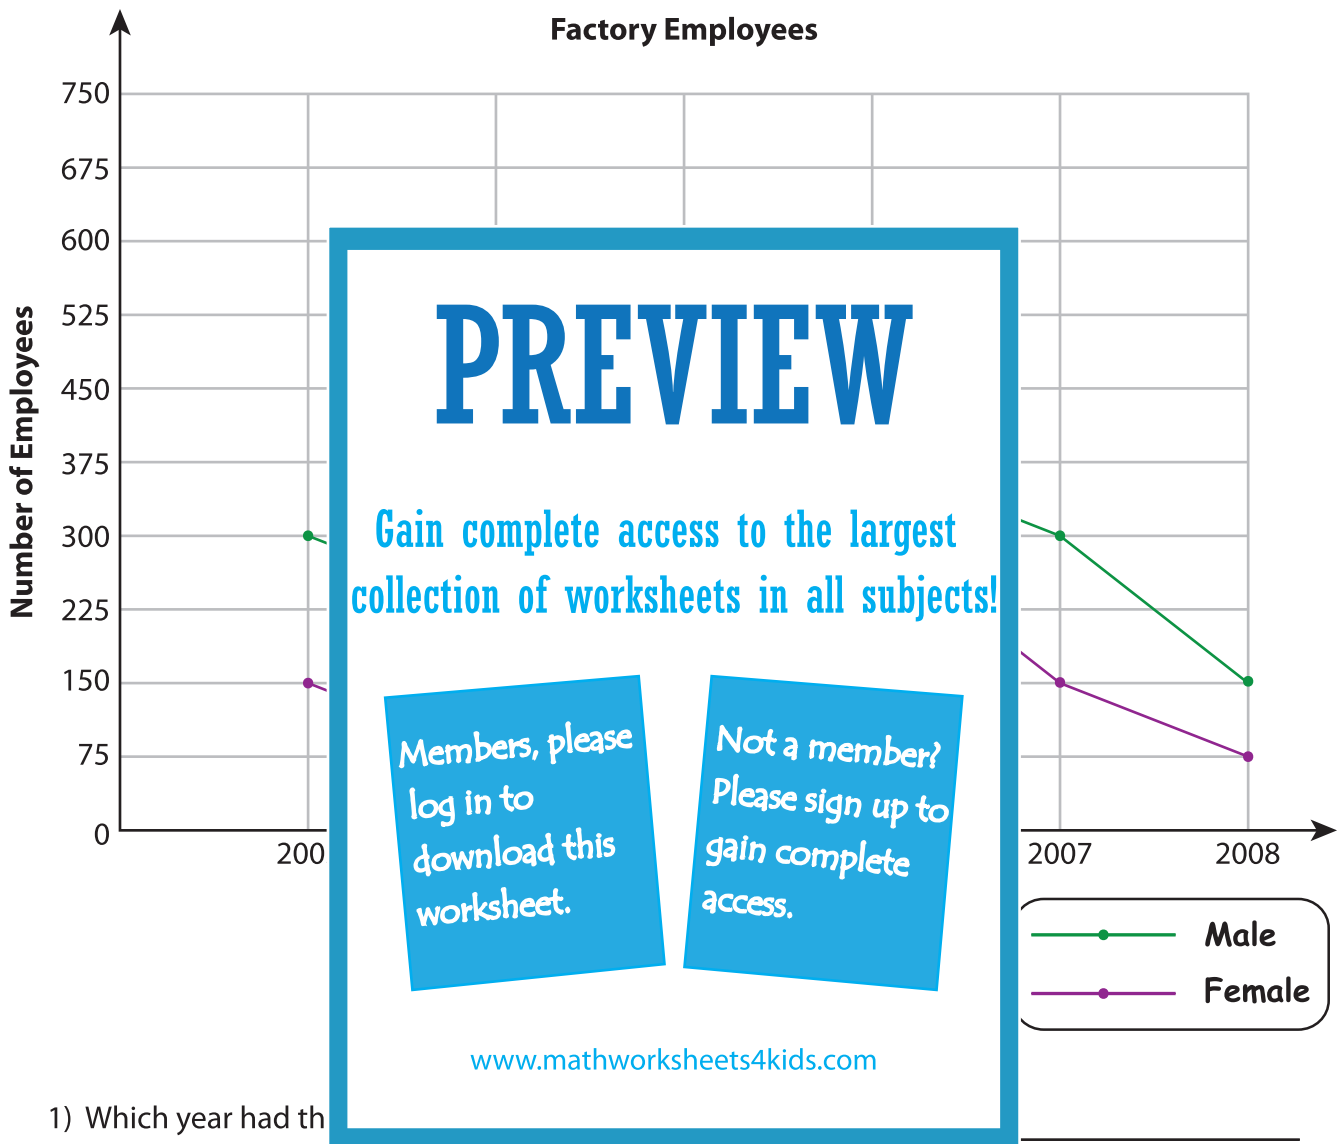 Factory Employees
750
675
600
525
450
375
300
225
150
75
0
Number of Employees
200
2007
2008
Male
Female
PREVIEW
Gain complete access to the largest
collection of worksheets in all subjects!
Members, please
log in to
download this
worksheet.
Not a member?
Please sign up to
gain complete
access.
www.mathworksheets4kids.com
1) Which year had th